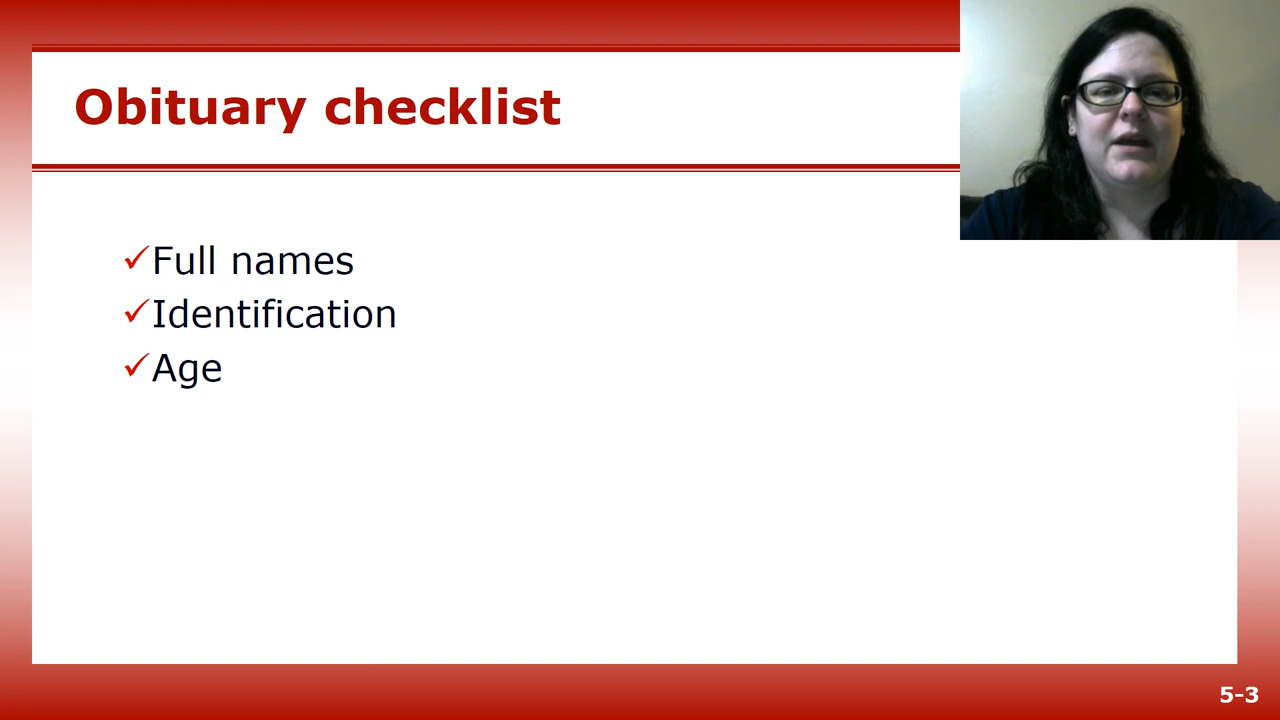 Obituary checklist
✓Full names
✓Identification
✓Age
5-3